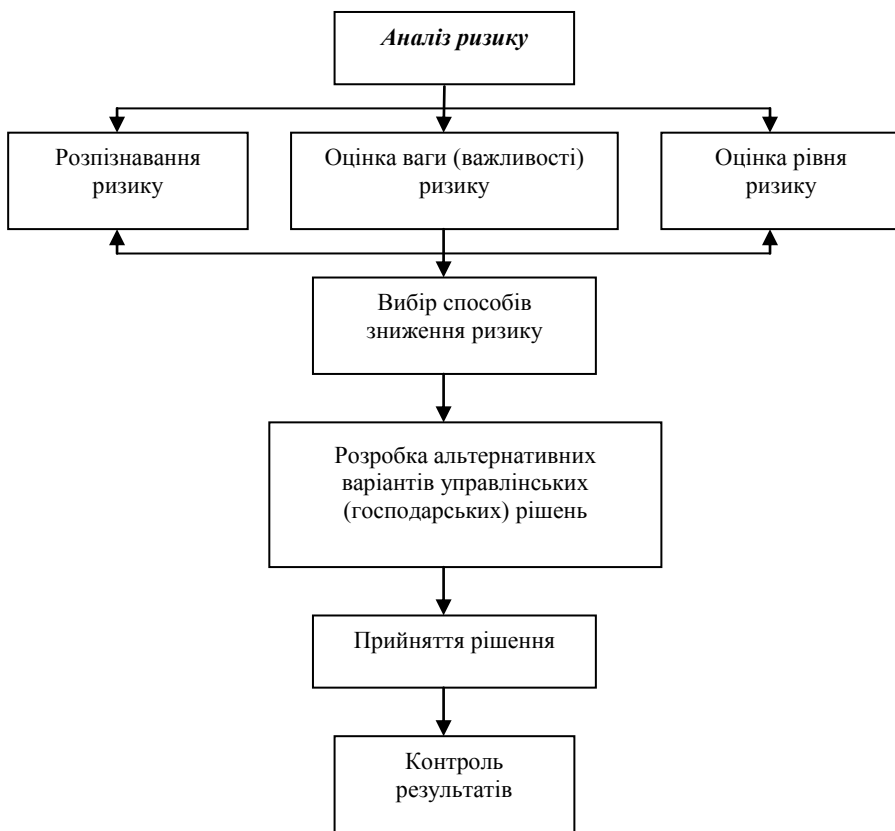 Аналіз ризику
Розпізнавання
ризику
Оцінка ваги (важливості)
ризику
Оцінка рівня
ризику
Вибір способів
зниження ризику
Розробка альтернативних
варіантів управлінських
(господарських) рішень
Прийняття рішення
Контроль
результатів